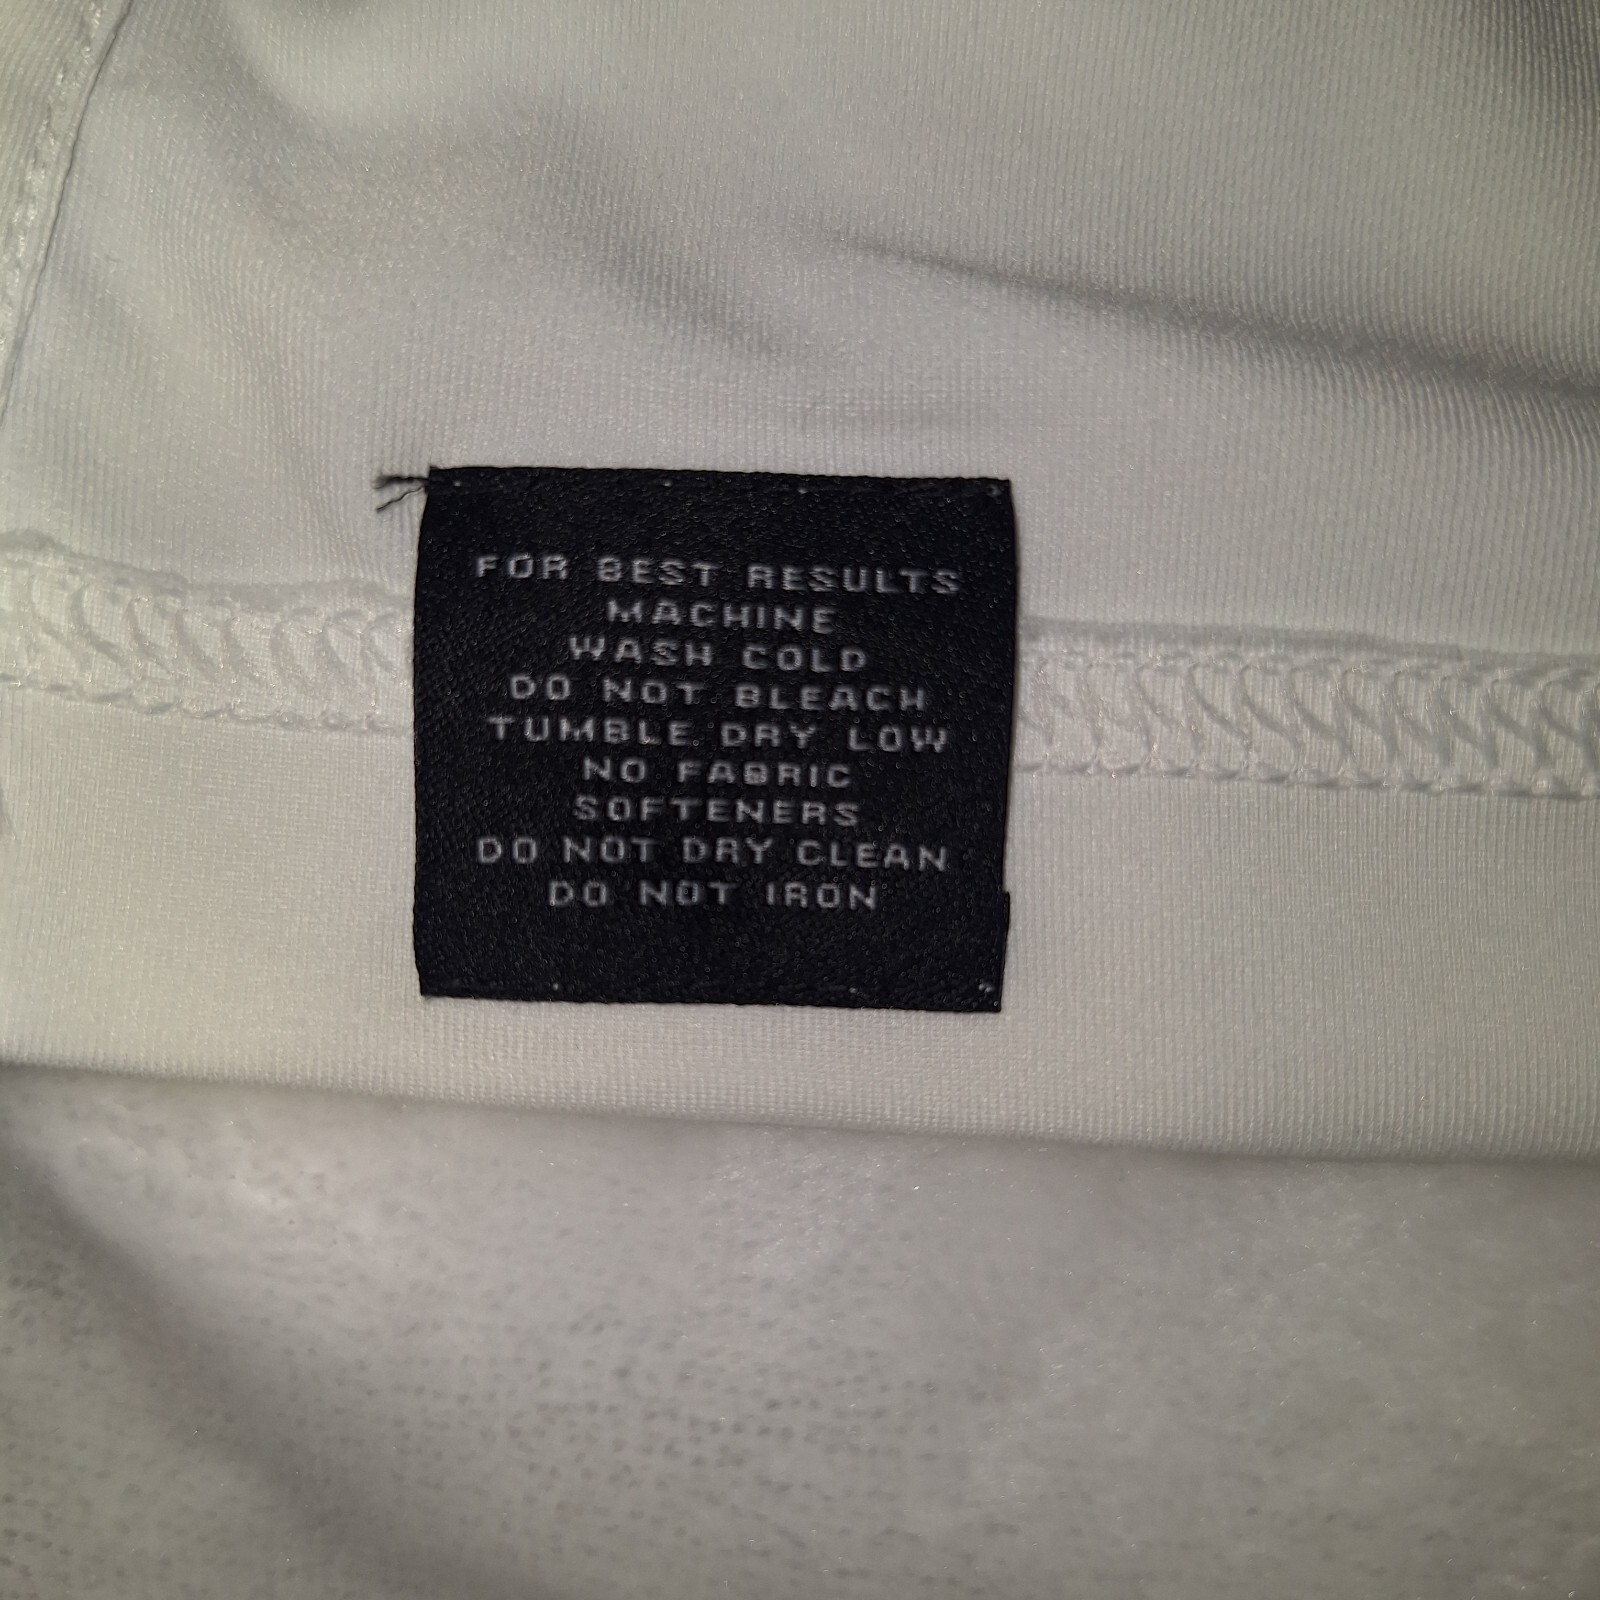 FOR BEST RESULTS
MACHINE
WASH COLD
DO NOT BLEACH
TUMBLE DRY LOW
NO FABRIC
SOFTENERS
DO NOT DRY CLEAN
DO NOT IRON